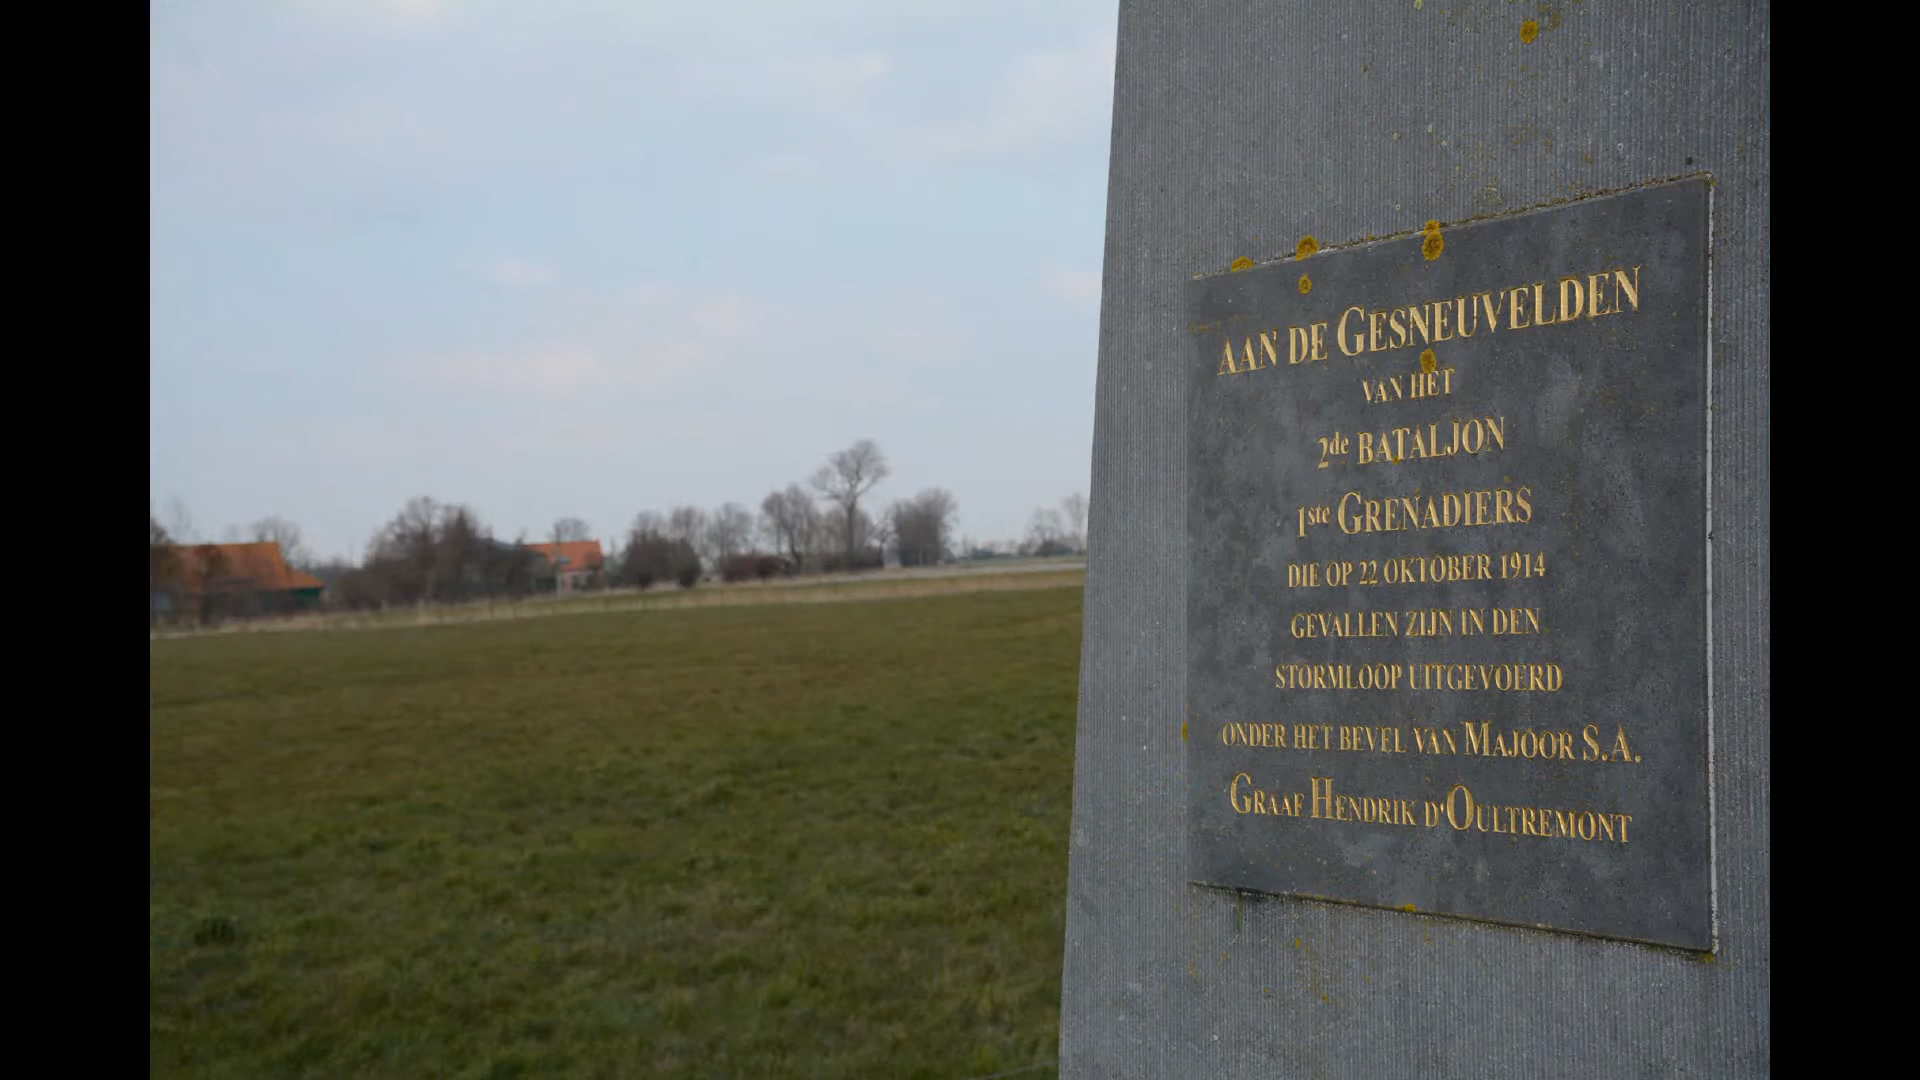 AAN DE GESNEUVELDEN
VAN HET
2de BATALJON
1ste GRENADIERS
DIE OP 22 OKTOBER 1914
GEVALLEN ZIJN IN DEN
STORMLOOP UITGEVOERD
ONDER HET BEVEL VAN MAJOOR S.A.
GRAAF HENDRIK D'OULTREMONT